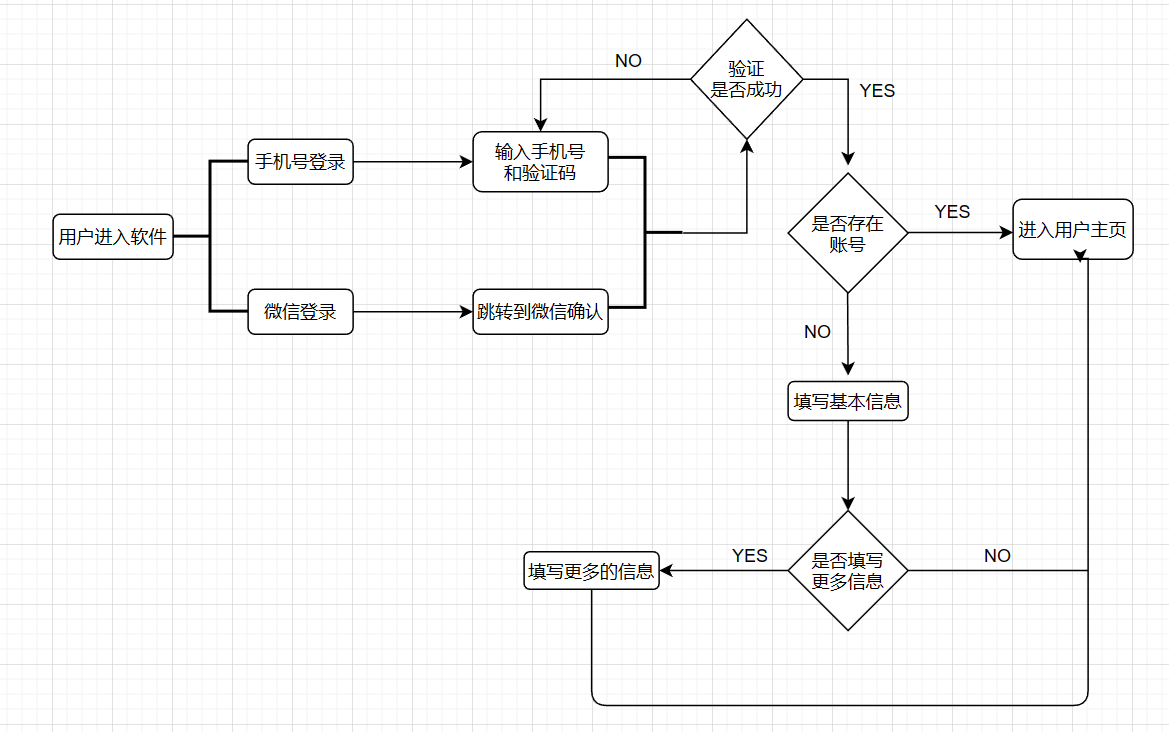 NO
验证
是否成功
YES
手机号登录
输入手机号
和验证码
用户进入软件
是否存在
账号
YES
进入用户主页
微信登录
跳转到微信确认
NO
填写基本信息
填写更多的信息
YES
是否填写
更多信息
NO